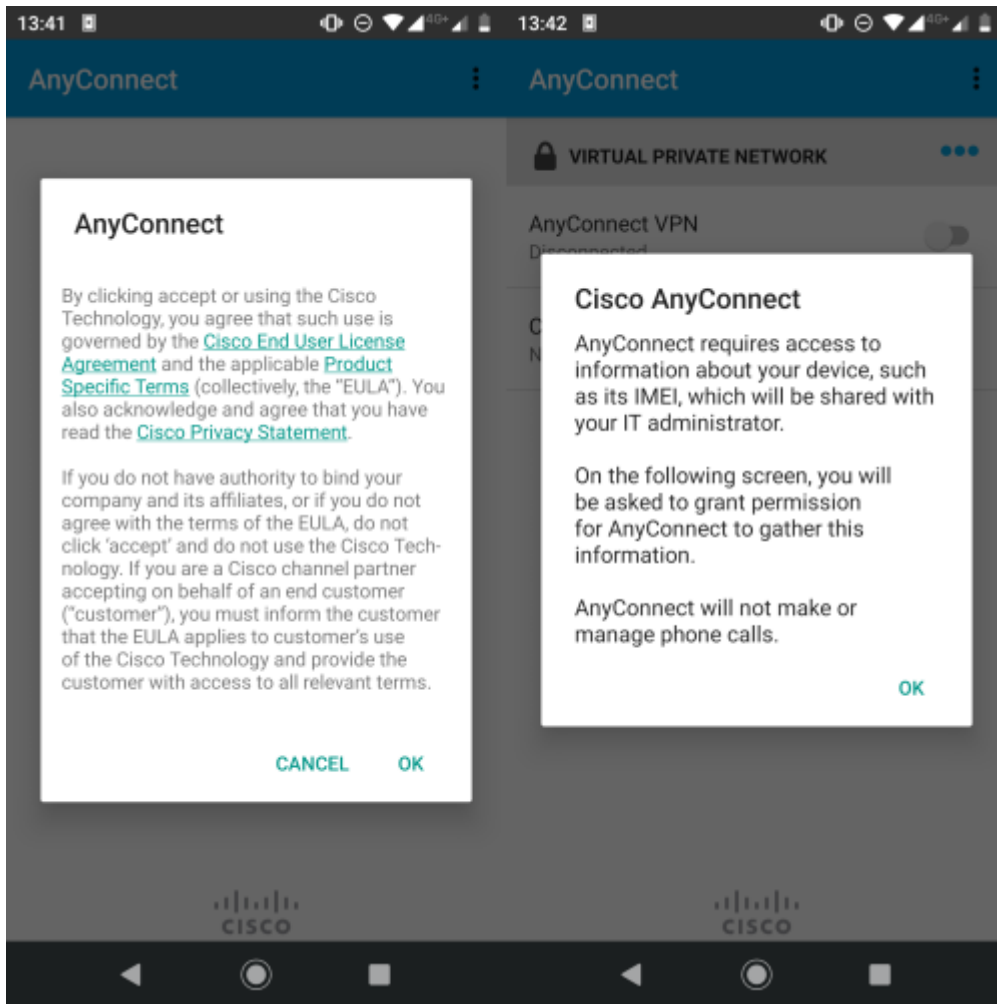 13:41
4G+
AnyConnect
AnyConnect
By clicking accept or using the Cisco
Technology, you agree that such use is
governed by the Cisco End User License
Agreement and the applicable Product
Specific Terms (collectively, the “EULA”). You
also acknowledge and agree that you have
read the Cisco Privacy Statement.
If you do not have authority to bind your
company and its affiliates, or if you do not
agree with the terms of the EULA, do not
click ‘accept’ and do not use the Cisco Tech-
nology. If you are a Cisco channel partner
accepting on behalf of an end customer
(“customer”), you must inform the customer
that the EULA applies to customer’s use
of the Cisco Technology and provide the
customer with access to all relevant terms.
CANCEL OK
CISCO
13:42
4G+
AnyConnect
VIRTUAL PRIVATE NETWORK
AnyConnect VPN
Disconnected
Cisco AnyConnect
AnyConnect requires access to
information about your device, such
as its IMEI, which will be shared with
your IT administrator.
On the following screen, you will
be asked to grant permission
for AnyConnect to gather this
information.
AnyConnect will not make or
manage phone calls.
OK
CISCO